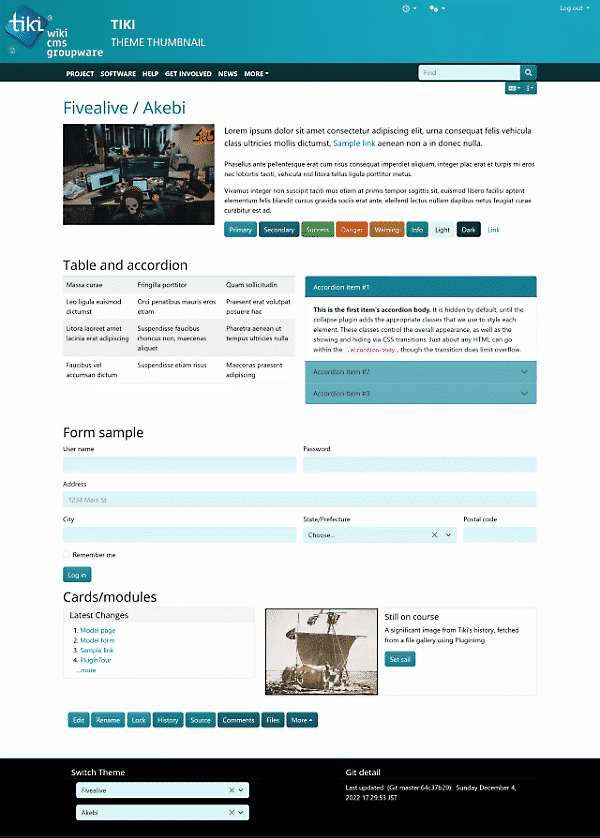 Log out
tiki
wiki
cms
groupware
TIKI
THEME THUMBNAIL
PROJECT SOFTWARE HELP GET INVOLVED NEWS MORE
Find
Fivealive / Akebi
Lorem ipsum dolor sit amet consectetur adipiscing elit, urna consequat felis vehicula
class ultricies mollis dictumst, Sample link aenean non a in donec nulla.
Phasellus ante pellentesque erat cum risus consequat imperdiet aliquam, integer plac erat et turpis mi eros
nec lobortis taciti, vehicula nisl litora tellus ligula porttitor metus.
Vivamus integer non suscipit taciti mus etiam at primis tempor sagittis sit, euismod libero facilisi aptent
elementum felis blandit cursus gravida sociis erat ante, eleifend lectus nullam dapibus netus feugiat curae
curabitur est ad.
Primary Secondary Success Danger Warning! Info Light Dark Link
Table and accordion
Massa curae Fringilla porttitor Quam sollicitudin
Leo ligula euismod Orci penatibus mauris eros Praesent erat volutpat
dictumst etiam posuere hac
Litora laoreet amet Suspendisse faucibus Pharetra aenean ut
lacinia erat adipiscing rhoncus non, maecenas tempus ultricies nulla
aliquet
Faucibus vel Suspendisse etiam risus Maecenas praesent
accumsan dictum adipiscing
Accordion Item #1
This is the first item's accordion body. It is hidden by default, until the
collapse plugin adds the appropriate classes that we use to style each
element. These classes control the overall appearance, as well as the
showing and hiding via CSS transitions. Just about any HTML can go
within the .accordion-body, though the transition does limit overflow.
Accordion Item #2
Accordion Item #3
Form sample
User name Password
Address
1234 Main St
City State/Prefecture Postal code
Choose...
Remember me
Log in
Cards/modules
Latest Changes
1. Model page
2. Model form
3. Sample link
4. PluginTour
...more
Still on course
A significant image from Tiki's history, fetched
from a file gallery using PluginImg.
Set sail
Edit Rename Lock History Source Comments Files More
Switch Theme
Fivealive
Akebi
Git detail
Last updated (Git master:64c37b29): Sunday December 4,
2022 17:29:53 JST